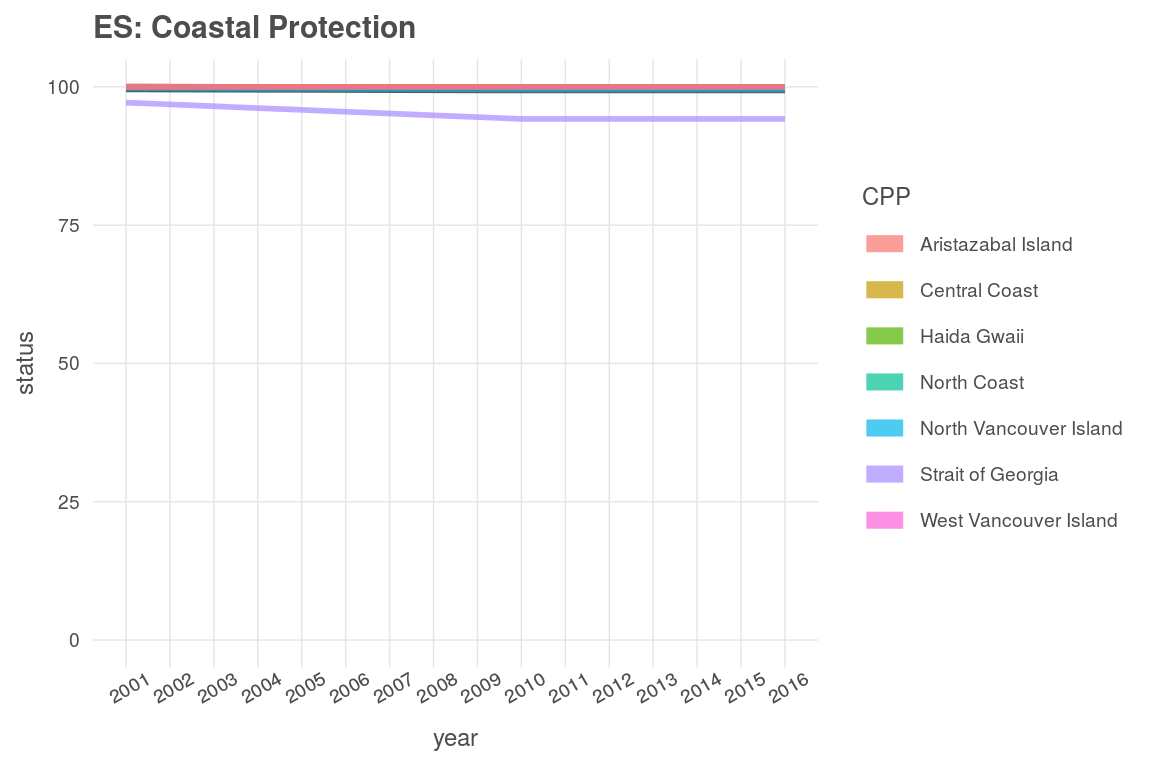 ES: Coastal Protection
100
75
50
25
0
status
2001 2002 2003 2004 2005 2006 2007 2008 2009 2010 2011 2012 2013 2014 2015 2016
year
CPP
Aristazabal Island
Central Coast
Haida Gwaii
North Coast
North Vancouver Island
Strait of Georgia
West Vancouver Island